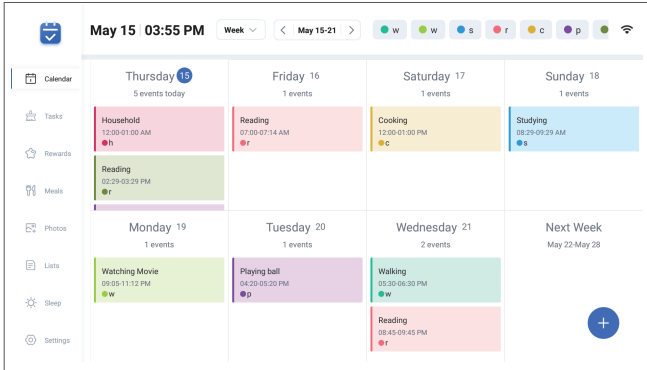 May 15 03:55 PM
Week
May 15-21
w
w
s
r
c
p
Calendar
Tasks
Rewards
Meals
Photos
Lists
Sleep
Settings
Thursday 15
5 events today
Household
12:00-01:00 AM
h
Reading
02:29-03:29 PM
r
Friday 16
1 events
Reading
07:00-07:14 AM
r
Saturday 17
1 events
Cooking
12:00-01:00 PM
c
Sunday 18
1 events
Studying
08:29-09:29 AM
s
Monday 19
1 events
Watching Movie
09:05-11:12 PM
w
Tuesday 20
1 events
Playing ball
04:20-05:20 PM
p
Wednesday 21
2 events
Walking
05:30-06:30 PM
w
Reading
08:45-09:45 PM
r
Next Week
May 22-May 28